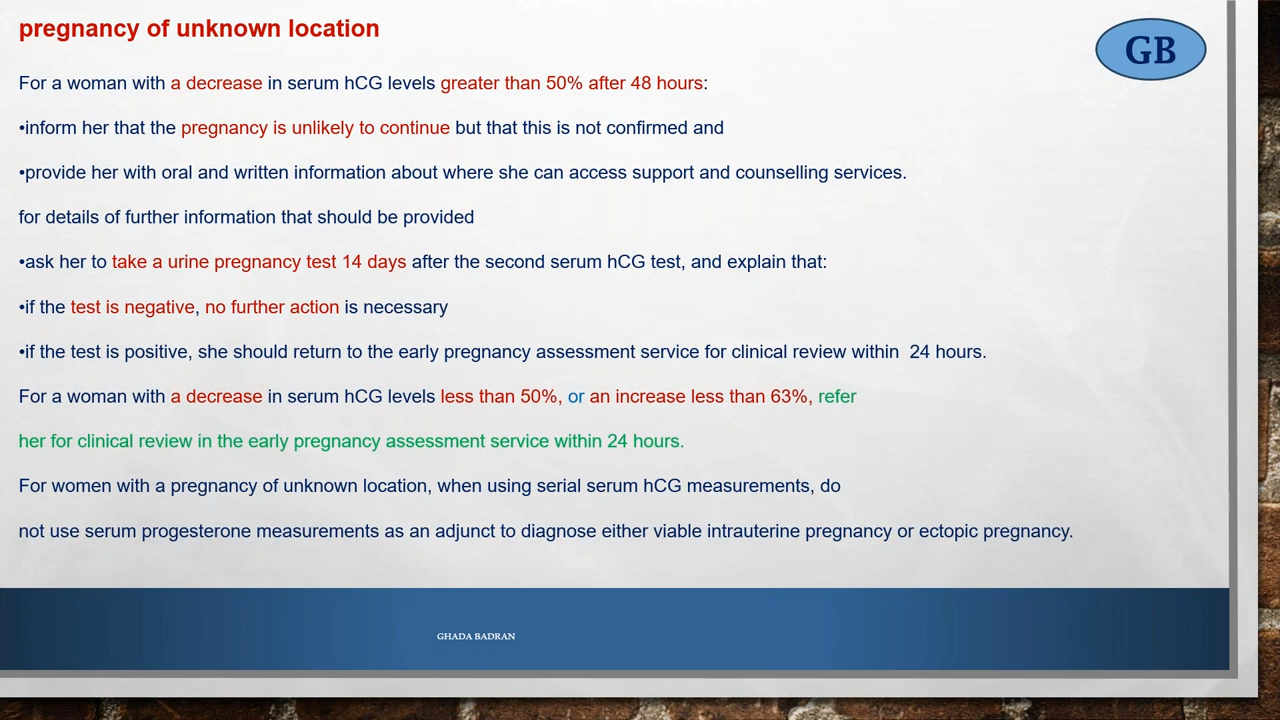 pregnancy of unknown location
GB
For a woman with a decrease in serum hCG levels greater than 50% after 48 hours:
•inform her that the pregnancy is unlikely to continue but that this is not confirmed and
•provide her with oral and written information about where she can access support and counselling services.
for details of further information that should be provided
•ask her to take a urine pregnancy test 14 days after the second serum hCG test, and explain that:
•if the test is negative, no further action is necessary
•if the test is positive, she should return to the early pregnancy assessment service for clinical review within  24 hours.
For a woman with a decrease in serum hCG levels less than 50%, or an increase less than 63%, refer
her for clinical review in the early pregnancy assessment service within 24 hours.
For women with a pregnancy of unknown location, when using serial serum hCG measurements, do
not use serum progesterone measurements as an adjunct to diagnose either viable intrauterine pregnancy or ectopic pregnancy.
GHADA BADRAN